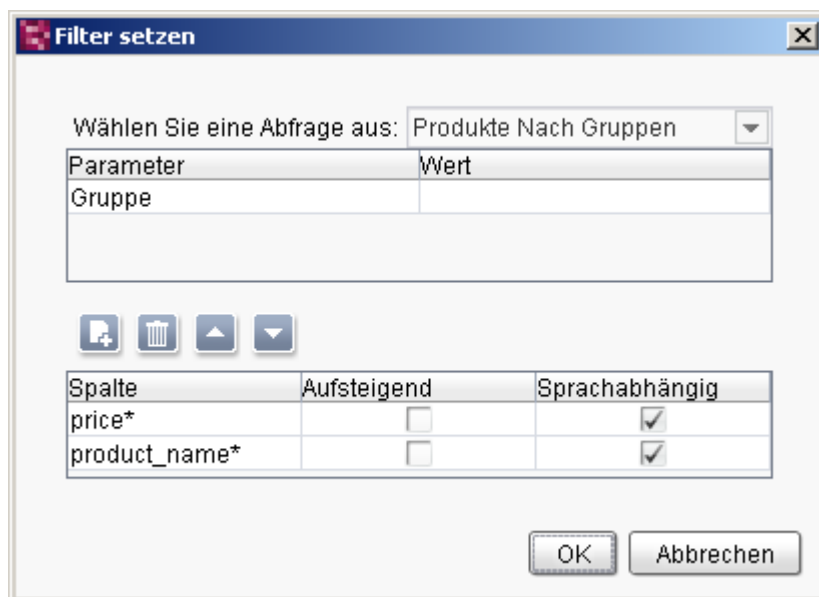 Filter setzen
Wählen Sie eine Abfrage aus: Produkte Nach Gruppen
Parameter Wert
Gruppe
Spalte Aufsteigend Sprachabhängig
price*
product_name*
OK Abbrechen